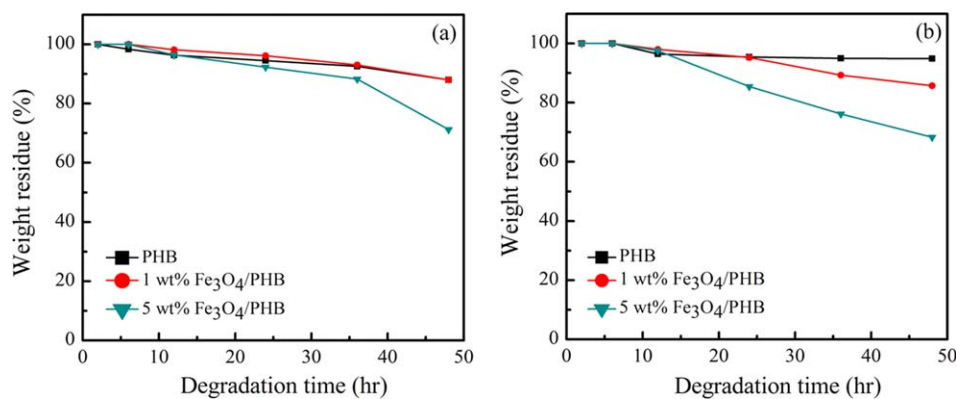 (a)
Weight residue (%)
100
80
60
40
20
0
PHB
1 wt% Fe₃O₄/PHB
5 wt% Fe₃O₄/PHB
0 10 20 30 40 50
Degradation time (hr)
(b)
Weight residue (%)
100
80
60
40
20
0
PHB
1 wt% Fe₃O₄/PHB
5 wt% Fe₃O₄/PHB
0 10 20 30 40 50
Degradation time (hr)